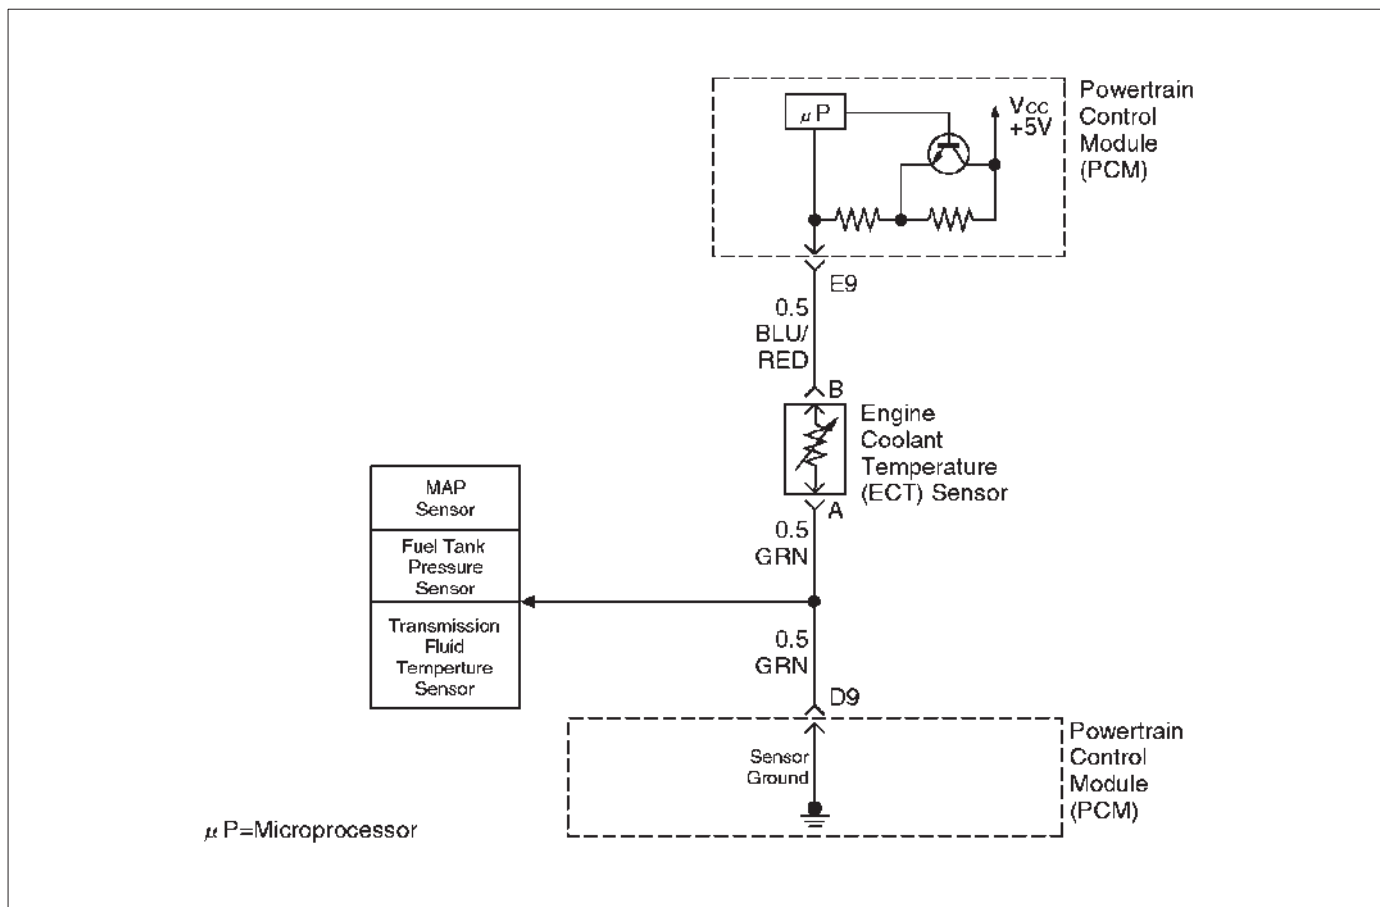 Powertrain
Control
Module
(PCM)
μP
Vcc
+5V
E9
0.5
BLU/
RED
B
Engine
Coolant
Temperature
(ECT) Sensor
A
0.5
GRN
MAP
Sensor
Fuel Tank
Pressure
Sensor
Transmission
Fluid
Temperture
Sensor
0.5
GRN
D9
Powertrain
Control
Module
(PCM)
Sensor
Ground
μP=Microprocessor